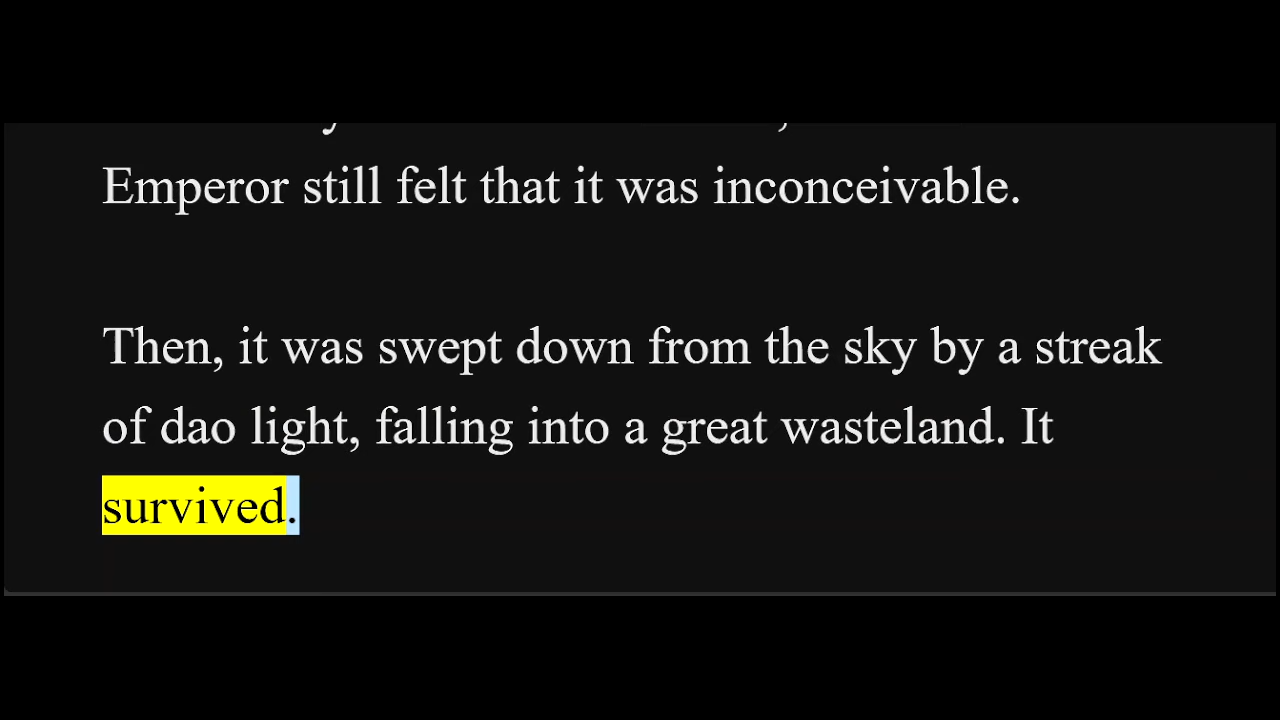 Emperor still felt that it was inconceivable.
Then, it was swept down from the sky by a streak
of dao light, falling into a great wasteland. It
survived.